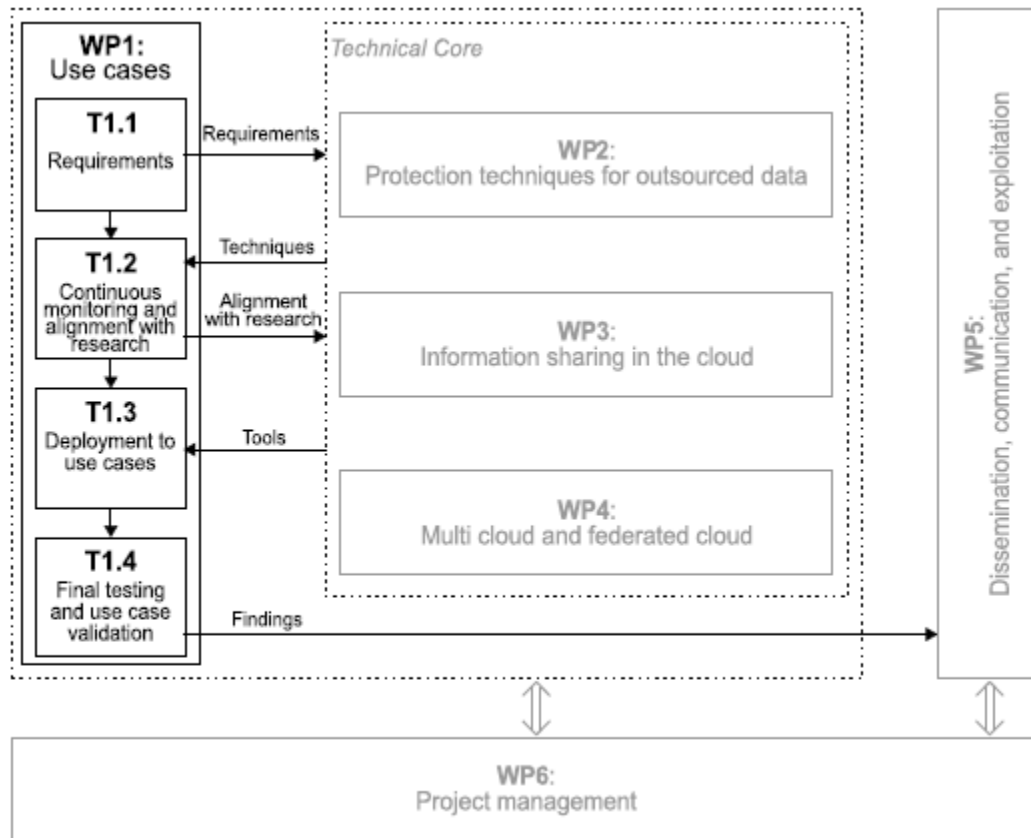 WP1:
Use cases
T1.1
Requirements
T1.2
Continuous
monitoring and
alignment with
research
T1.3
Deployment to
use cases
T1.4
Final testing
and use case
validation
Requirements
Techniques
Alignment
with research
Tools
Findings
Technical Core
WP2:
Protection techniques for outsourced data
WP3:
Information sharing in the cloud
WP4:
Multi cloud and federated cloud
WP5:
Dissemination, communication, and exploitation
WP6:
Project management